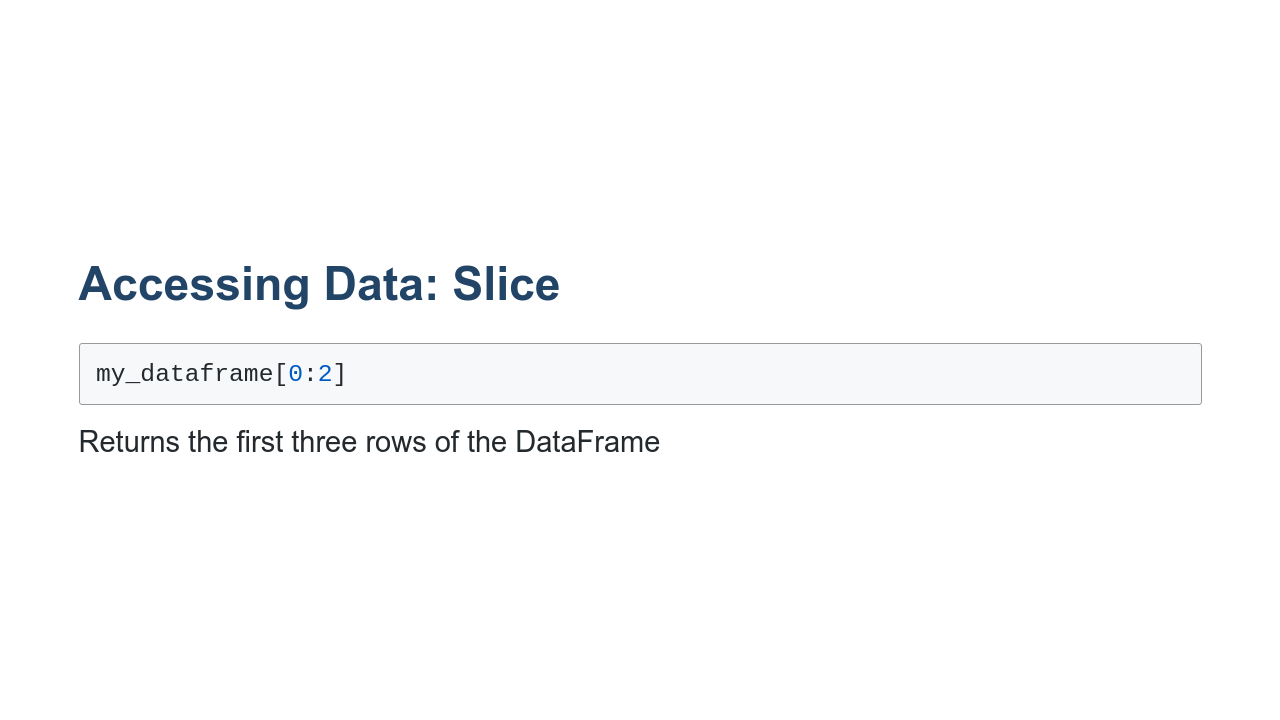 Accessing Data: Slice
my_dataframe[0:2]
Returns the first three rows of the DataFrame